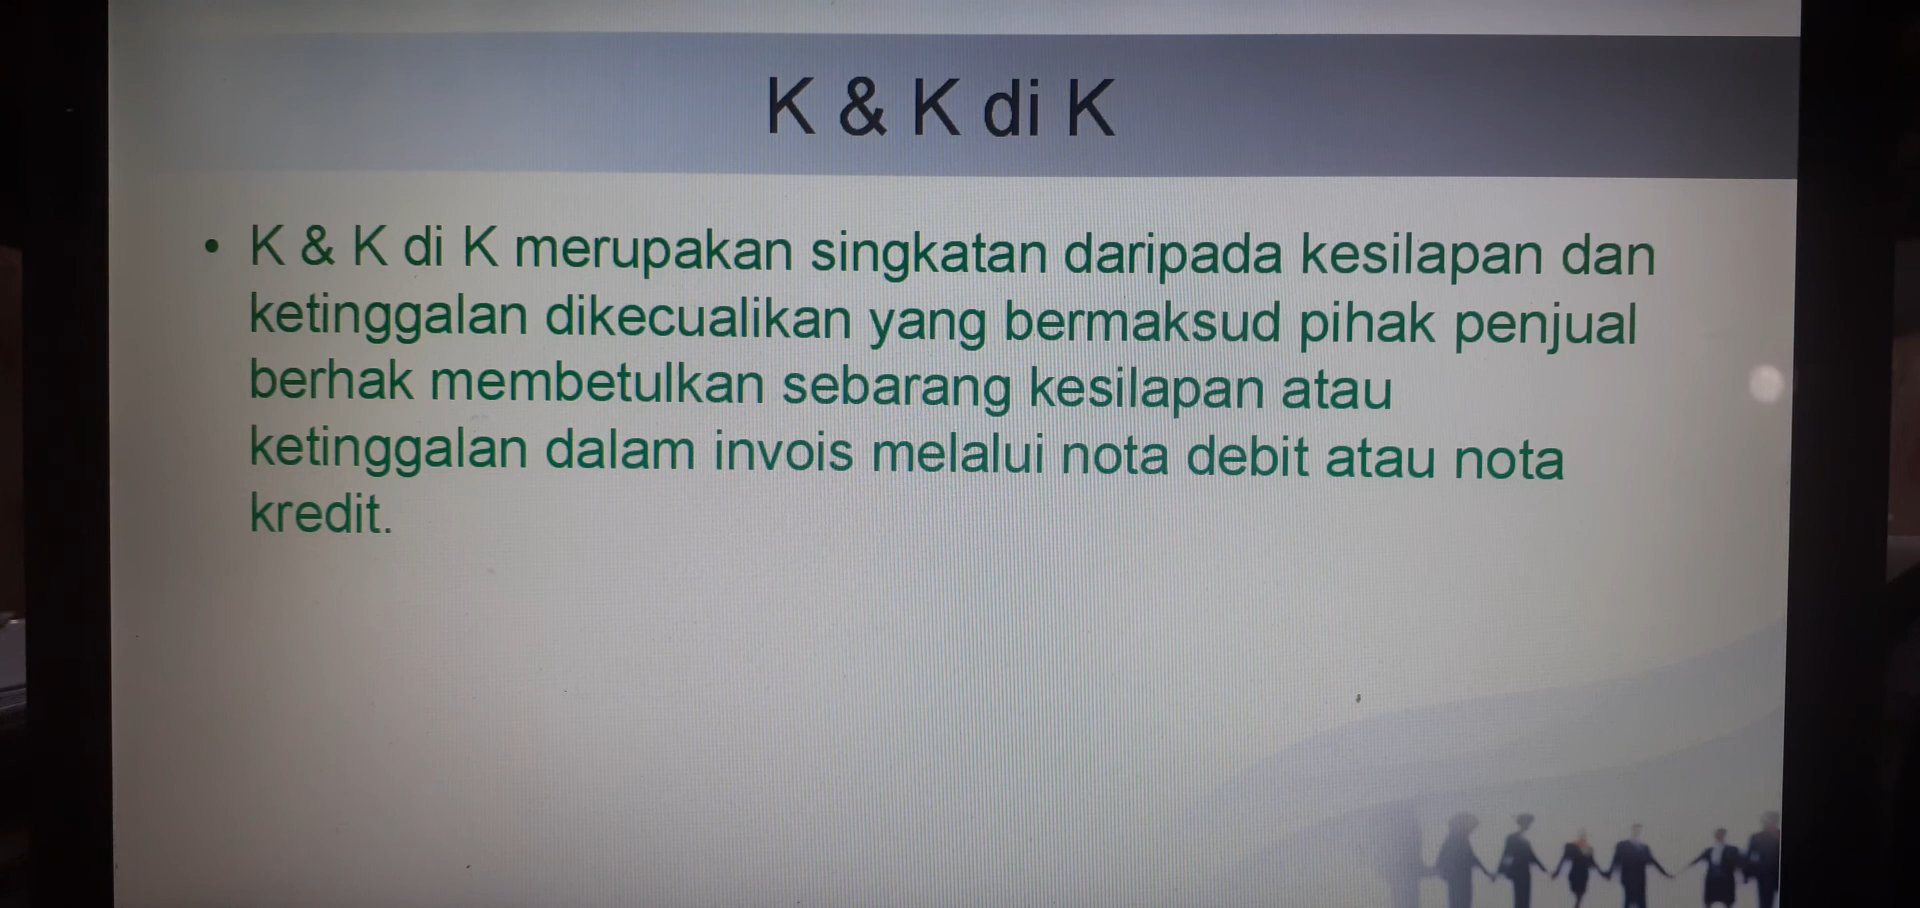 K & K di K
• K & K di K merupakan singkatan daripada kesilapan dan
ketinggalan dikecualikan yang bermaksud pihak penjual
berhak membetulkan sebarang kesilapan atau
ketinggalan dalam invois melalui nota debit atau nota
kredit.